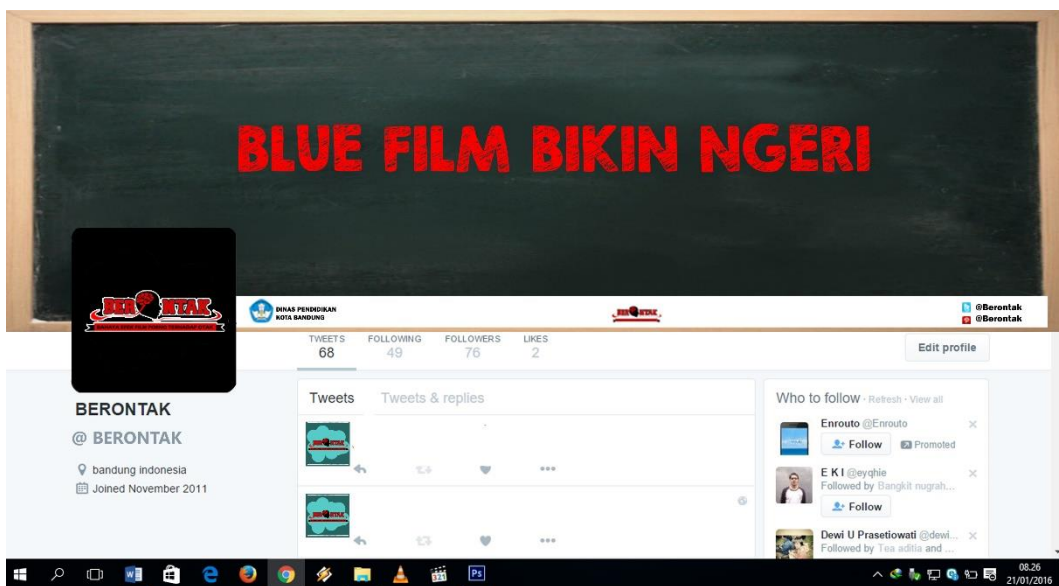 BLUE FILM BIKIN NGERI
BERONTAK
DINAS PENDIDIKAN
KOTA BANDUNG
BERONTAK
@Berontak
@Berontak
TWEETS FOLLOWING FOLLOWERS LIKES
68 49 76 2
Edit profile
BERONTAK
@ BERONTAK
bandung indonesia
Joined November 2011
Tweets Tweets & replies
Who to follow · Refresh · View all
Enrouto @Enrouto
Follow Promoted
E K I @eyqhie
Followed by Bangkit nugrah...
Follow
Dewi U Prasetiowati @dewi...
Followed by Tea aditia and ...
Ps
08.26
21/01/2016